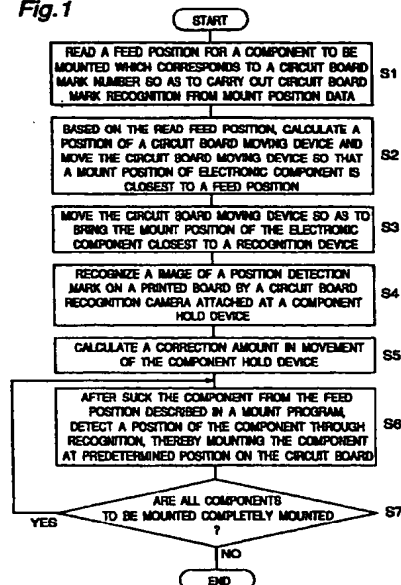 Fig.1
START
READ A FEED POSITION FOR A COMPONENT TO BE
MOUNTED WHICH CORRESPONDS TO A CIRCUIT BOARD
MARK NUMBER SO AS TO CARRY OUT CIRCUIT BOARD
MARK RECOGNITION FROM MOUNT POSITION DATA
S1
BASED ON THE READ FEED POSITION, CALCULATE A
POSITION OF A CIRCUIT BOARD MOVING DEVICE AND
MOVE THE CIRCUIT BOARD MOVING DEVICE SO THAT
A MOUNT POSITION OF ELECTRONIC COMPONENT IS
CLOSEST TO A FEED POSITION
S2
MOVE THE CIRCUIT BOARD MOVING DEVICE SO AS TO
BRING THE MOUNT POSITION OF THE ELECTRONIC
COMPONENT CLOSEST TO A RECOGNITION DEVICE
S3
RECOGNIZE A IMAGE OF A POSITION DETECTION
MARK ON A PRINTED BOARD BY A CIRCUIT BOARD
RECOGNITION CAMERA ATTACHED AT A COMPONENT
HOLD DEVICE
S4
CALCULATE A CORRECTION AMOUNT IN MOVEMENT
OF THE COMPONENT HOLD DEVICE
S5
AFTER SUCK THE COMPONENT FROM THE FEED
POSITION DESCRIBED IN A MOUNT PROGRAM,
DETECT A POSITION OF THE COMPONENT THROUGH
RECOGNITION, THEREBY MOUNTING THE COMPONENT
AT PREDETERMINED POSITION ON THE CIRCUIT BOARD
S6
ARE ALL COMPONENTS
TO BE MOUNTED COMPLETELY MOUNTED
?
S7
YES
NO
END